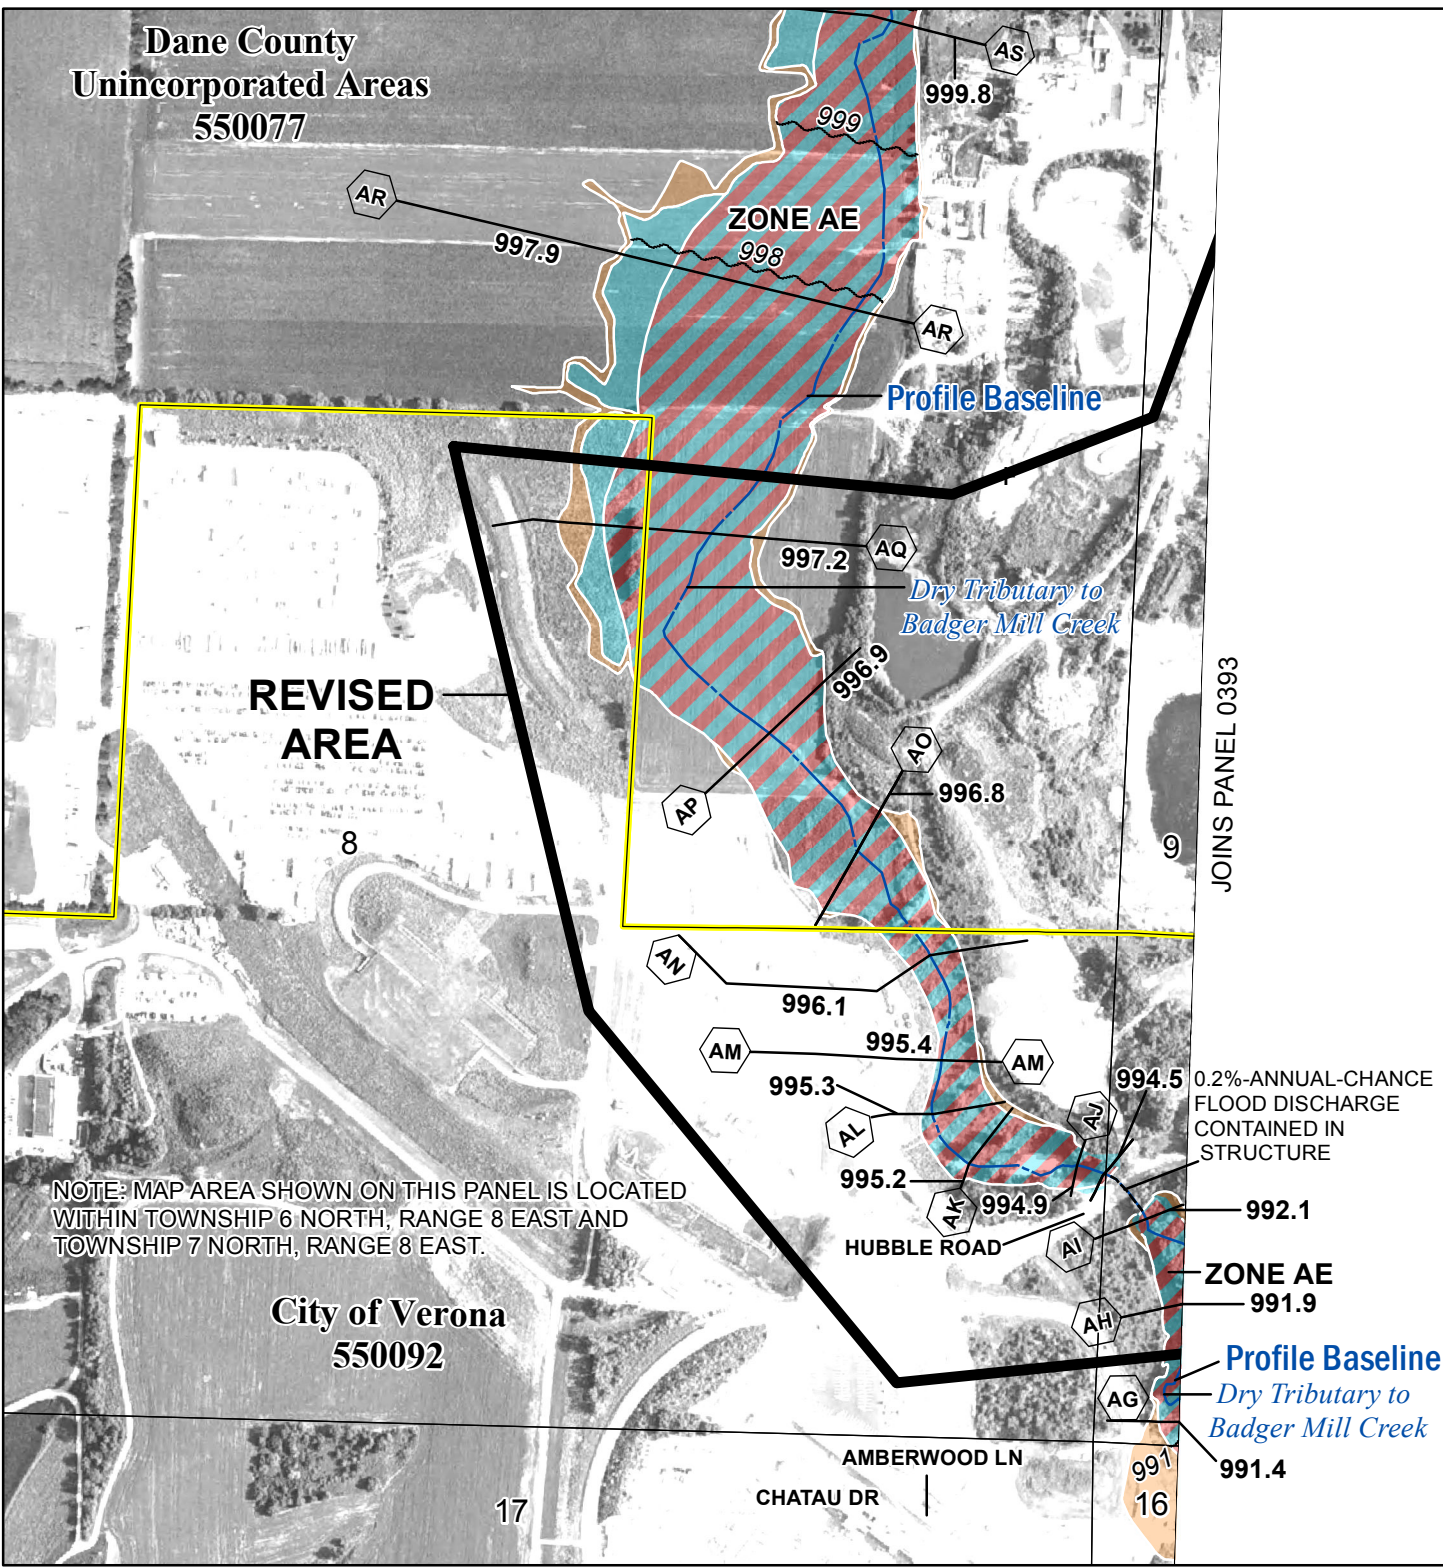 Dane County
Unincorporated Areas
550077
AS
999.8
999
AR
997.9
ZONE AE
998
AR
Profile Baseline
AQ
997.2
Dry Tributary to
Badger Mill Creek
996.9
REVISED
AREA
AP
AO
996.8
8
9
JOINS PANEL 0393
AN
996.1
AM
995.4
AM
995.3
AL
AJ
994.5
0.2%-ANNUAL-CHANCE
FLOOD DISCHARGE
CONTAINED IN
STRUCTURE
995.2
AK
994.9
NOTE: MAP AREA SHOWN ON THIS PANEL IS LOCATED
WITHIN TOWNSHIP 6 NORTH, RANGE 8 EAST AND
TOWNSHIP 7 NORTH, RANGE 8 EAST.
HUBBLE ROAD
AI
992.1
ZONE AE
AH
991.9
City of Verona
550092
Profile Baseline
AG
Dry Tributary to
Badger Mill Creek
991.4
991
AMBERWOOD LN
CHATAU DR
17
16